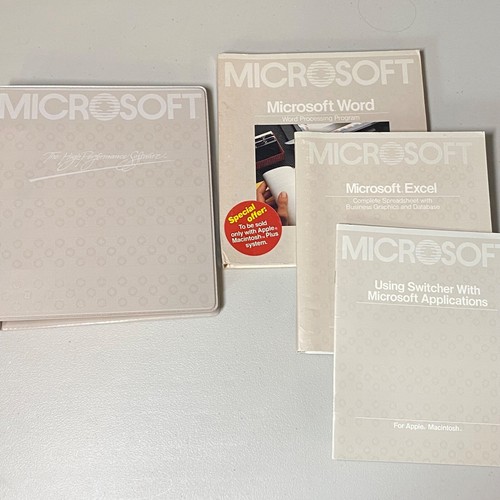 MICROSOFT
The High Performance Software
MICROSOFT
Microsoft Word
Word Processing Program
Special
offer:
To be sold
only with Apple®
Macintosh™ Plus
system.
MICROSOFT
Microsoft Excel
Complete Spreadsheet with
Business Graphics and Database
MICROSOFT
Using Switcher With
Microsoft Applications
For Apple® Macintosh™